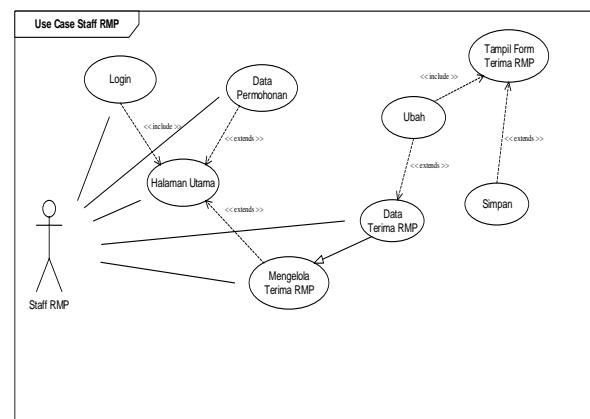 Use Case Staff RMP
Login
Data
Permohonan
Tampil Form
Terima RMP
<< include >>
Ubah
<< include >>
<< extends >>
Halaman Utama
<< extends >>
<< extends >>
Simpan
<< extends >>
Data
Terima RMP
Mengelola
Terima RMP
Staff RMP